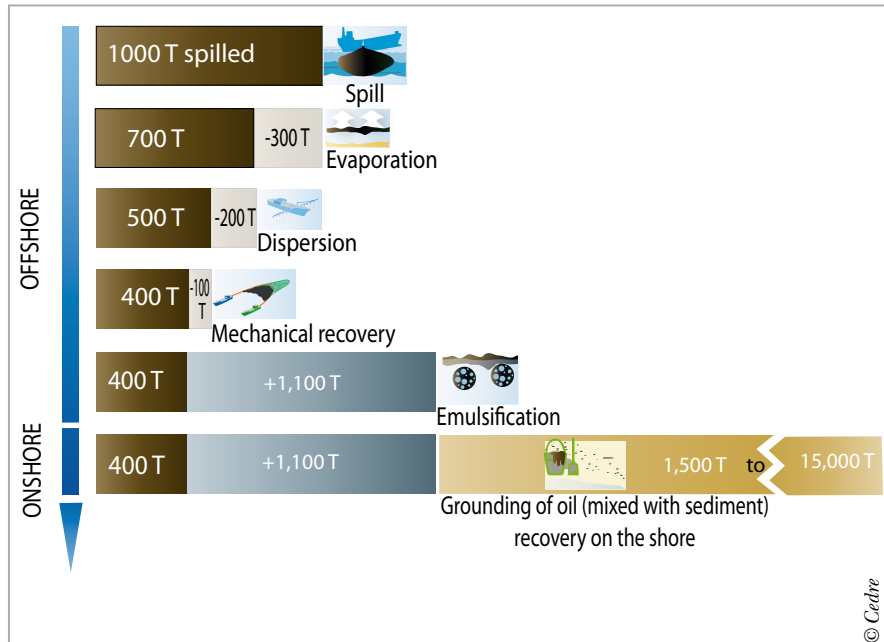 OFFSHORE
1000 T spilled
Spill
700 T
-300 T
Evaporation
500 T
-200 T
Dispersion
400 T
-100
T
Mechanical recovery
400 T
+1,100 T
Emulsification
ONSHORE
400 T
+1,100 T
1,500 T to
15,000 T
Grounding of oil (mixed with sediment)
recovery on the shore
© Cedre